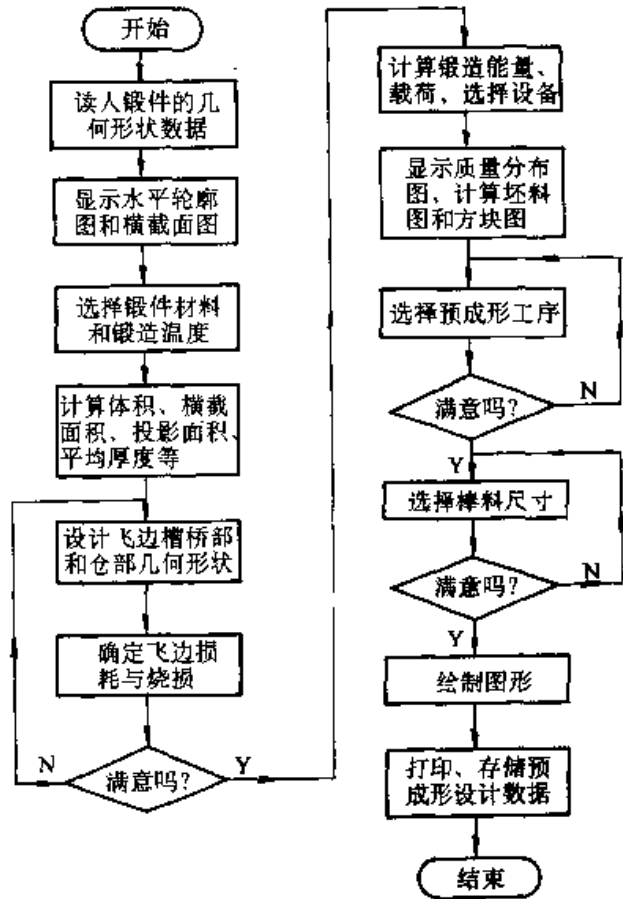 开始
读人锻件的几
何形状数据
显示水平轮廓
图和横截面图
选择锻件材料
和锻造温度
计算体积、横截
面积、投影面积、
平均厚度等
设计飞边槽桥部
和仓部几何形状
确定飞边损
耗与烧损
N
满意吗?
Y
计算锻造能量、
载荷、选择设备
显示质量分布
图、计算坯料
图和方块图
选择预成形工序
满意吗?
N
Y
选择棒料尺寸
满意吗?
N
Y
绘制图形
打印、存储预
成形设计数据
结束